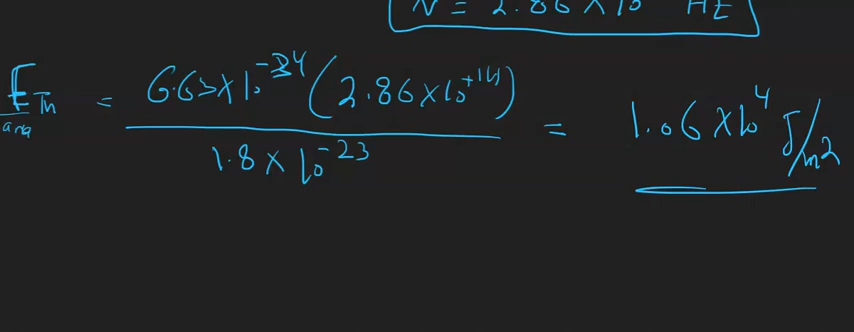 ν = 2.86 × 10 Hz
E_Th / area = 6.63 × 10^-34 (2.86 × 10^+14) / 1.8 × 10^-23 = 1.06 × 10^4 J/m2